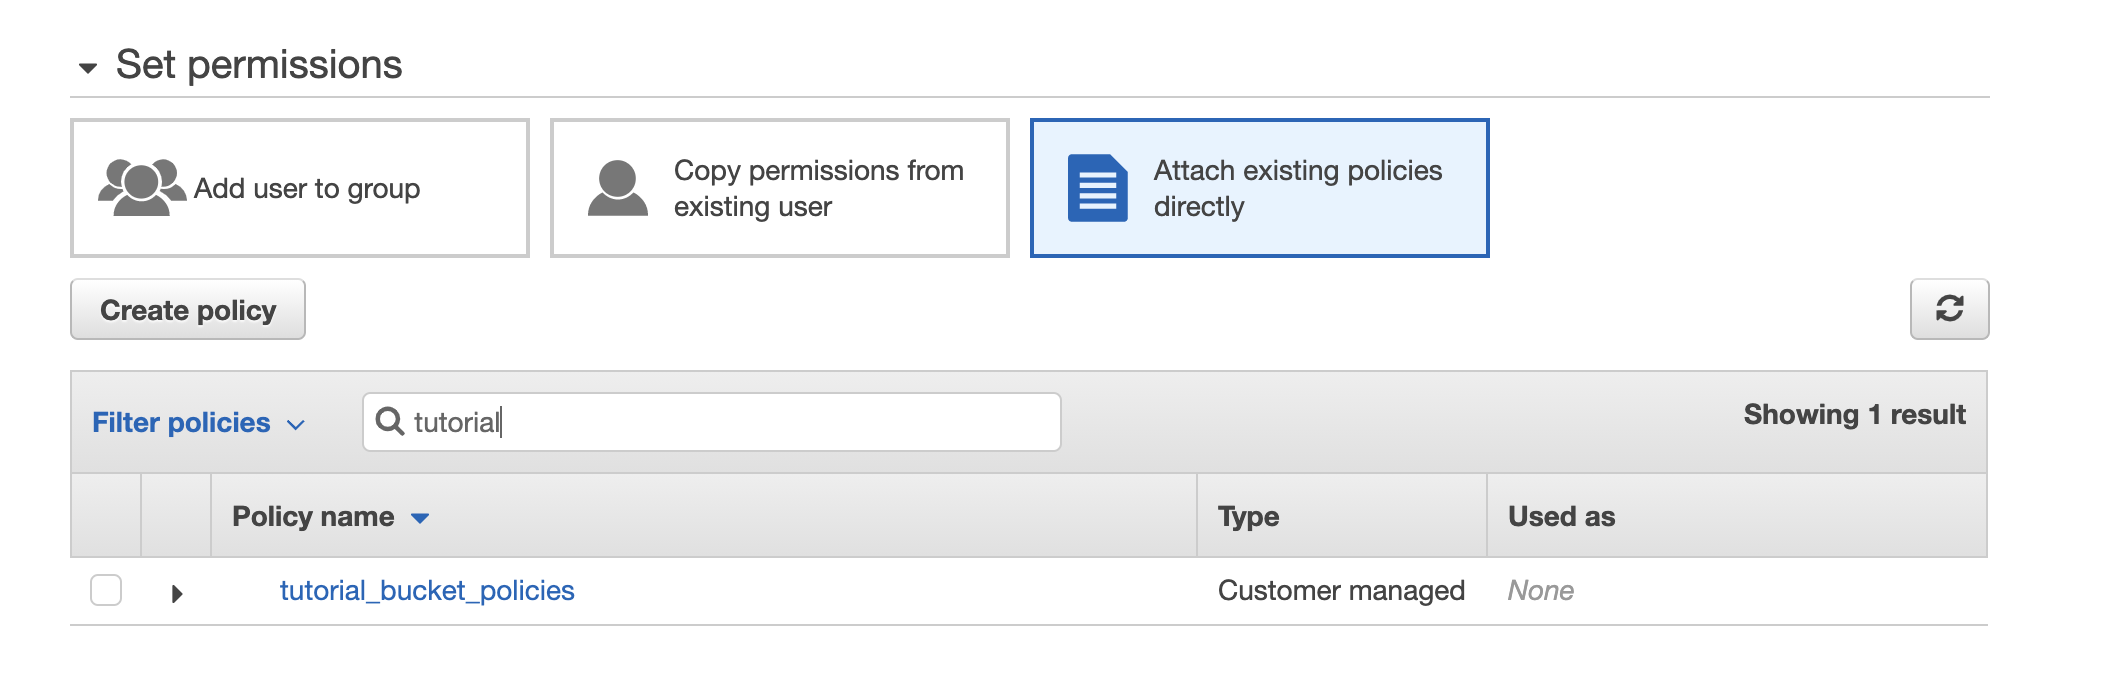 Set permissions
Add user to group
Copy permissions from
existing user
Attach existing policies
directly
Create policy
Filter policies
tutorial
Showing 1 result
Policy name
Type
Used as
tutorial_bucket_policies
Customer managed
None